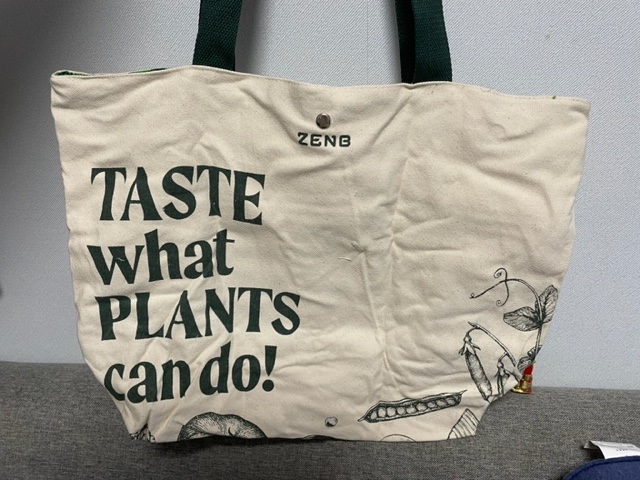 ZENB
TASTE
what
PLANTS
can do!